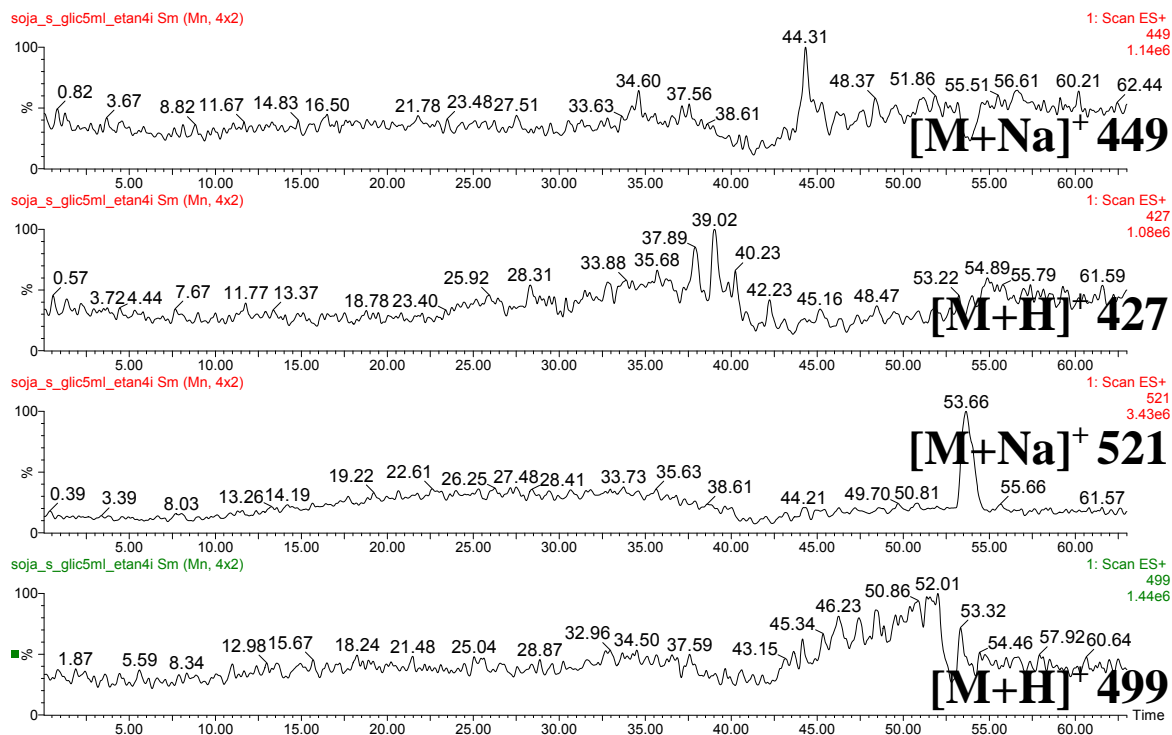 soja_s_glic5ml_etan4i Sm (Mn, 4x2)
1: Scan ES+
449
1.14e6
100
%
0
0.82 3.67 8.82 11.67 14.83 16.50 21.78 23.48 27.51 33.63 34.60 37.56 38.61 44.31 48.37 51.86 55.51 56.61 60.21 62.44
[M+Na]+ 449
5.00 10.00 15.00 20.00 25.00 30.00 35.00 40.00 45.00 50.00 55.00 60.00
soja_s_glic5ml_etan4i Sm (Mn, 4x2)
1: Scan ES+
427
1.08e6
100
%
0
0.57 3.72 4.44 7.67 11.77 13.37 18.78 23.40 25.92 28.31 33.88 35.68 37.89 39.02 40.23 42.23 45.16 48.47 53.22 54.89 55.79 61.59
[M+H]+ 427
5.00 10.00 15.00 20.00 25.00 30.00 35.00 40.00 45.00 50.00 55.00 60.00
soja_s_glic5ml_etan4i Sm (Mn, 4x2)
1: Scan ES+
521
3.43e6
100
%
0
0.39 3.39 8.03 13.26 14.19 19.22 22.61 26.25 27.48 28.41 33.73 35.63 38.61 44.21 49.70 50.81 53.66 55.66 61.57
[M+Na]+ 521
5.00 10.00 15.00 20.00 25.00 30.00 35.00 40.00 45.00 50.00 55.00 60.00
soja_s_glic5ml_etan4i Sm (Mn, 4x2)
1: Scan ES+
499
1.44e6
100
%
0
1.87 5.59 8.34 12.98 15.67 18.24 21.48 25.04 28.87 32.96 34.50 37.59 43.15 45.34 46.23 50.86 52.01 53.32 54.46 57.92 60.64
[M+H]+ 499
Time
5.00 10.00 15.00 20.00 25.00 30.00 35.00 40.00 45.00 50.00 55.00 60.00